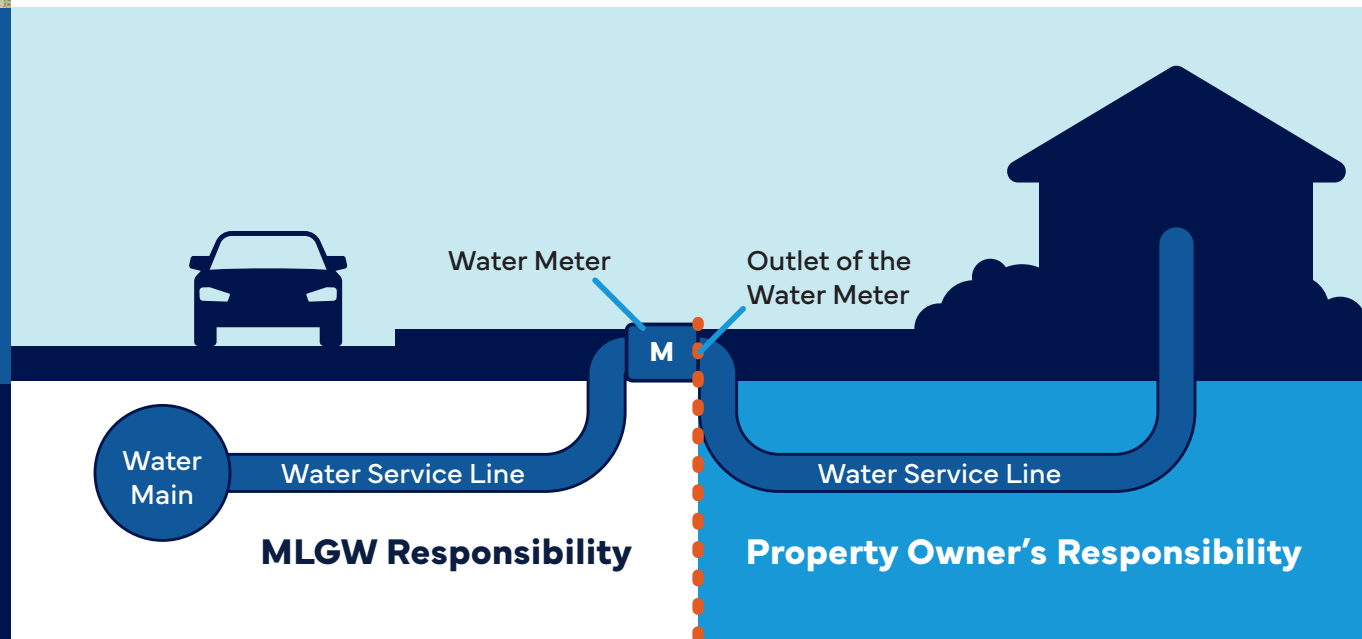 Water Meter
Outlet of the
Water Meter
M
Water
Main
Water Service Line
Water Service Line
MLGW Responsibility
Property Owner’s Responsibility